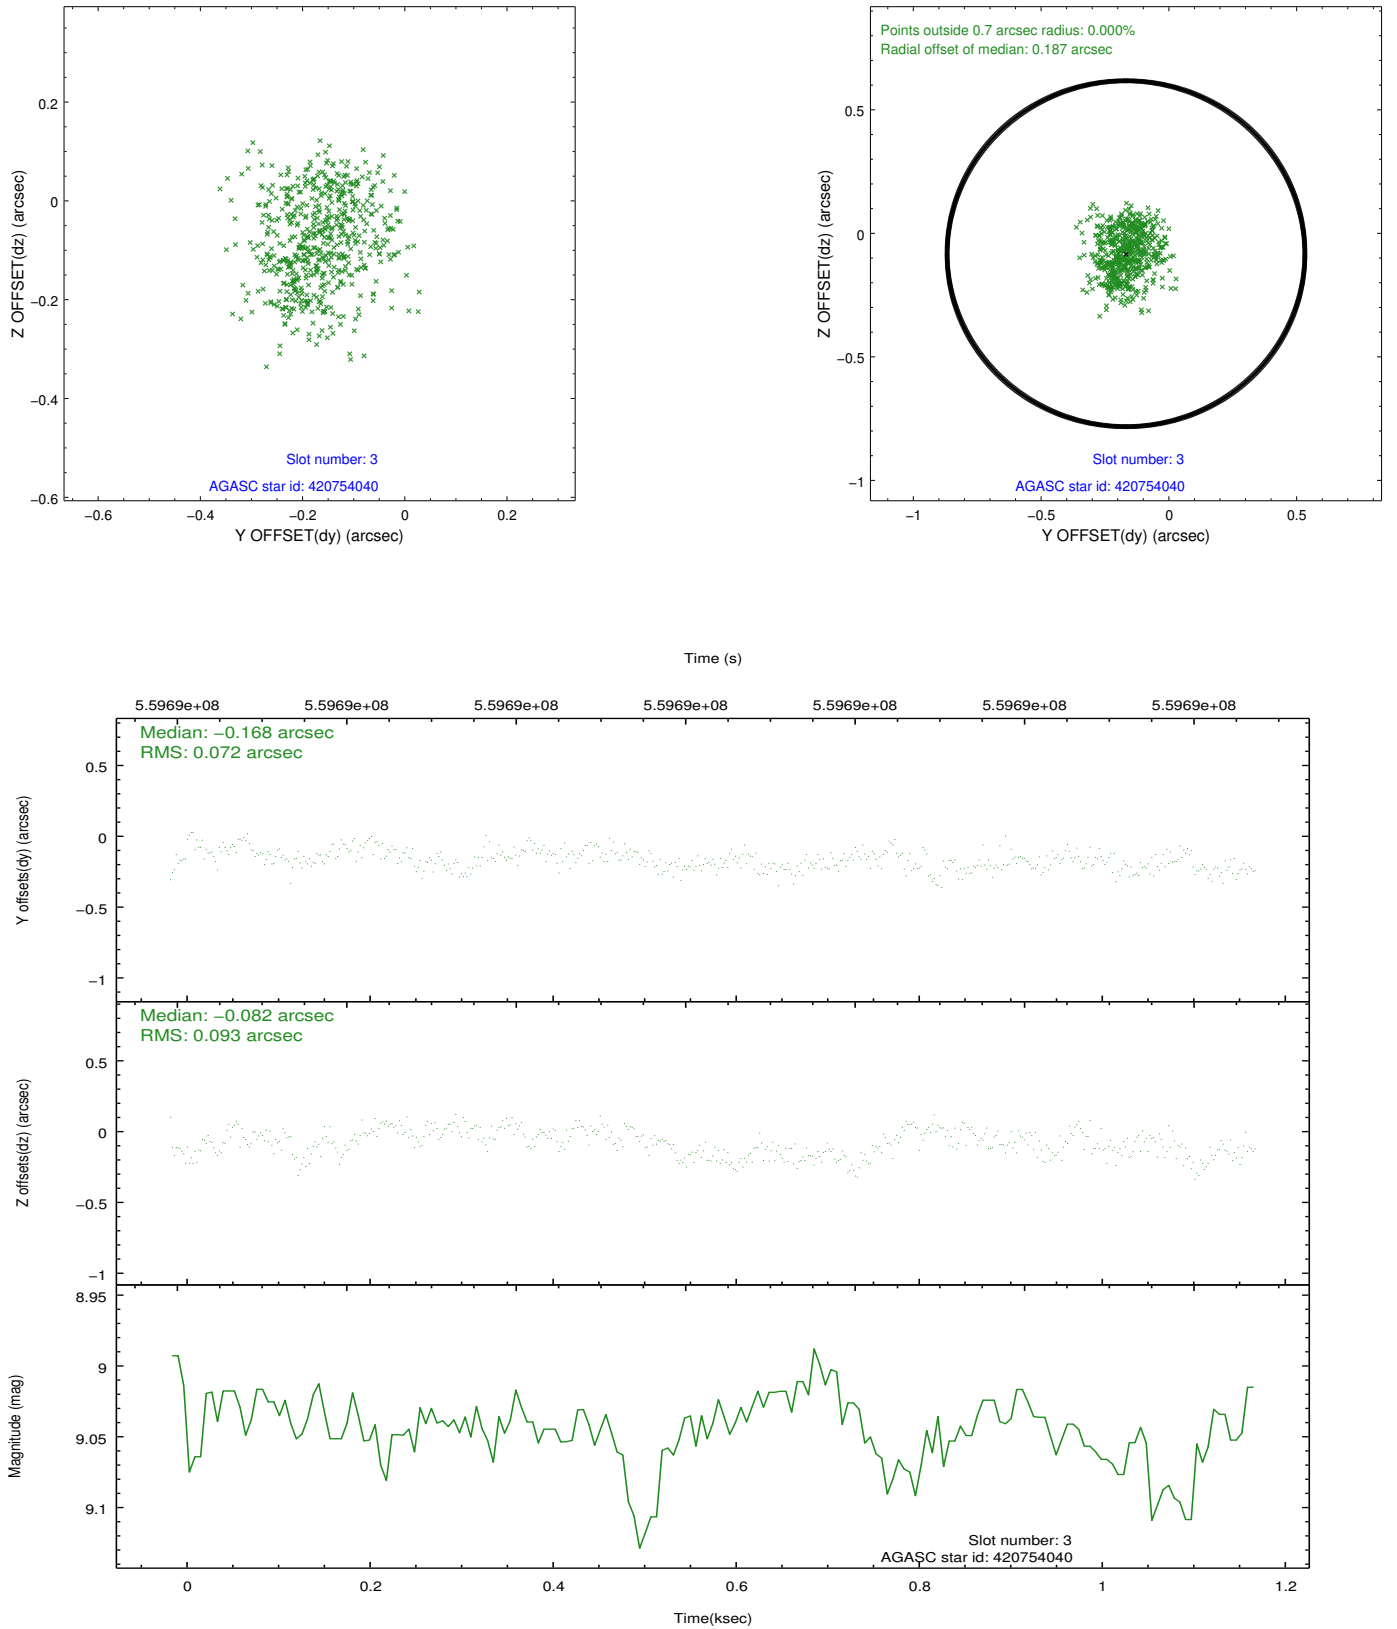 0.2
0
−0.2
−0.4
−0.6
Z OFFSET(dz) (arcsec)
Slot number: 3
AGASC star id: 420754040
−0.6 −0.4 −0.2 0 0.2
Y OFFSET(dy) (arcsec)
Points outside 0.7 arcsec radius: 0.000%
Radial offset of median: 0.187 arcsec
0.5
0
−0.5
−1
Z OFFSET(dz) (arcsec)
Slot number: 3
AGASC star id: 420754040
−1 −0.5 0 0.5
Y OFFSET(dy) (arcsec)
Time (s)
5.5969e+08 5.5969e+08 5.5969e+08 5.5969e+08 5.5969e+08 5.5969e+08 5.5969e+08
Median: −0.168 arcsec
RMS: 0.072 arcsec
0.5
0
−0.5
−1
Y offsets(dy) (arcsec)
Median: −0.082 arcsec
RMS: 0.093 arcsec
0.5
0
−0.5
−1
Z offsets(dz) (arcsec)
8.95
9
9.05
9.1
Magnitude (mag)
Slot number: 3
AGASC star id: 420754040
0 0.2 0.4 0.6 0.8 1 1.2
Time(ksec)